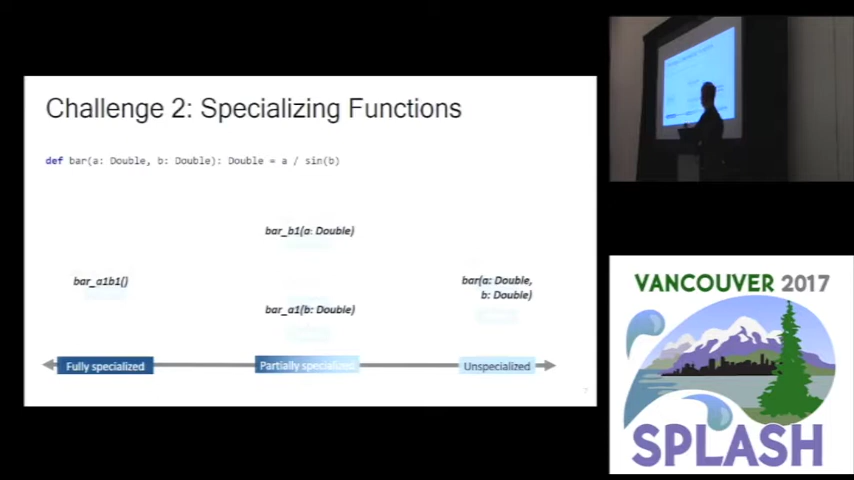 Challenge 2: Specializing Functions
def bar(a: Double, b: Double): Double = a / sin(b)
bar_b1(a: Double)
bar_a1b1()
bar(a: Double,
b: Double)
bar_a1(b: Double)
Fully specialized
Partially specialized
Unspecialized
7
VANCOUVER 2017
SPLASH